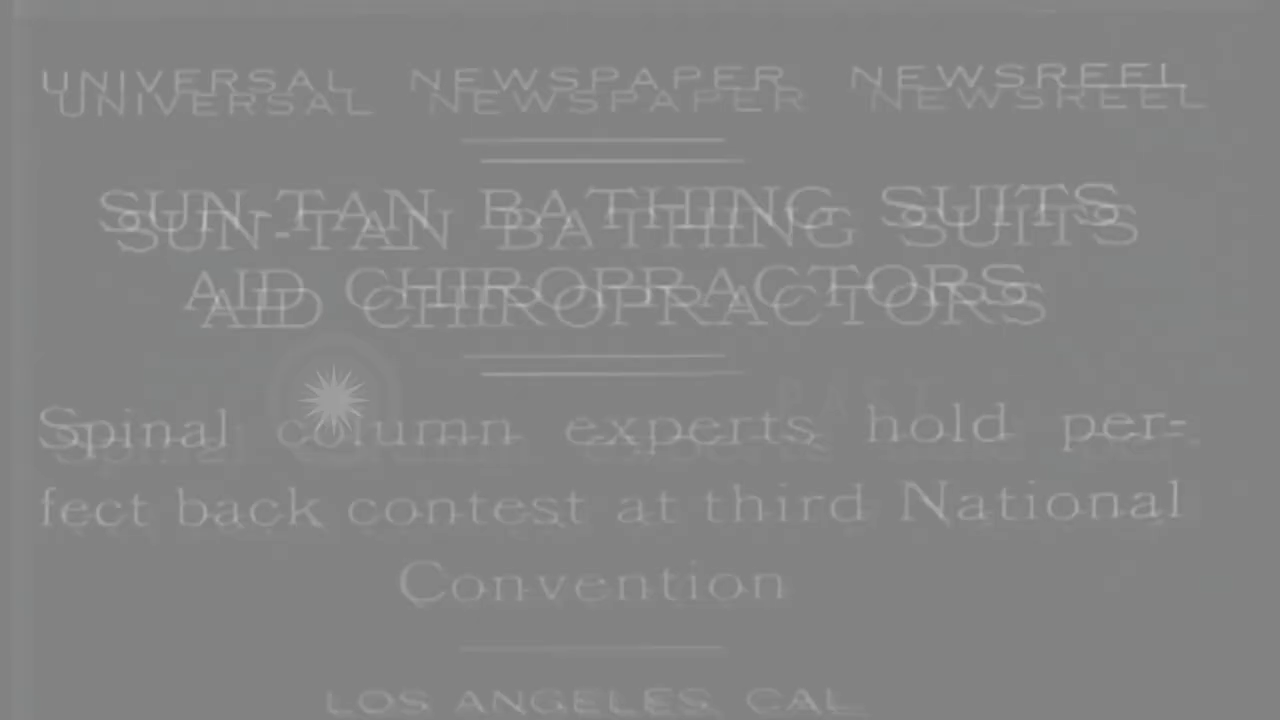 UNIVERSAL NEWSPAPER NEWSREEL
SUN-TAN BATHING SUITS
AID CHIROPRACTORS
Spinal column experts hold per-
fect back contest at third National
Convention
LOS ANGELES, CAL.